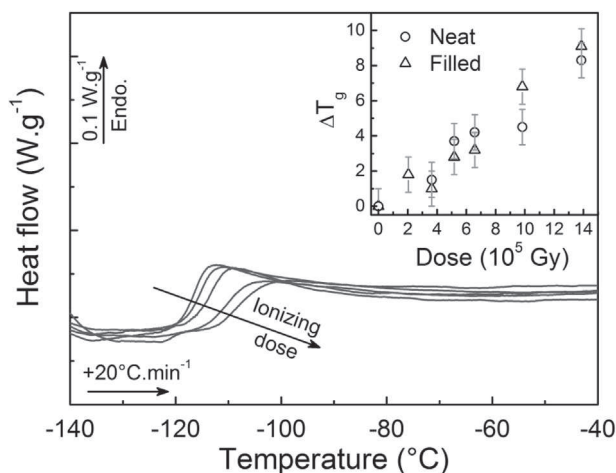 Heat flow (W.g⁻¹)
0.1 W.g⁻¹
Endo.
ΔT_g
10
8
6
4
2
0
Neat
Filled
0 2 4 6 8 10 12 14
Dose (10⁵ Gy)
Ionizing
dose
+20°C.min⁻¹
-140 -120 -100 -80 -60 -40
Temperature (°C)